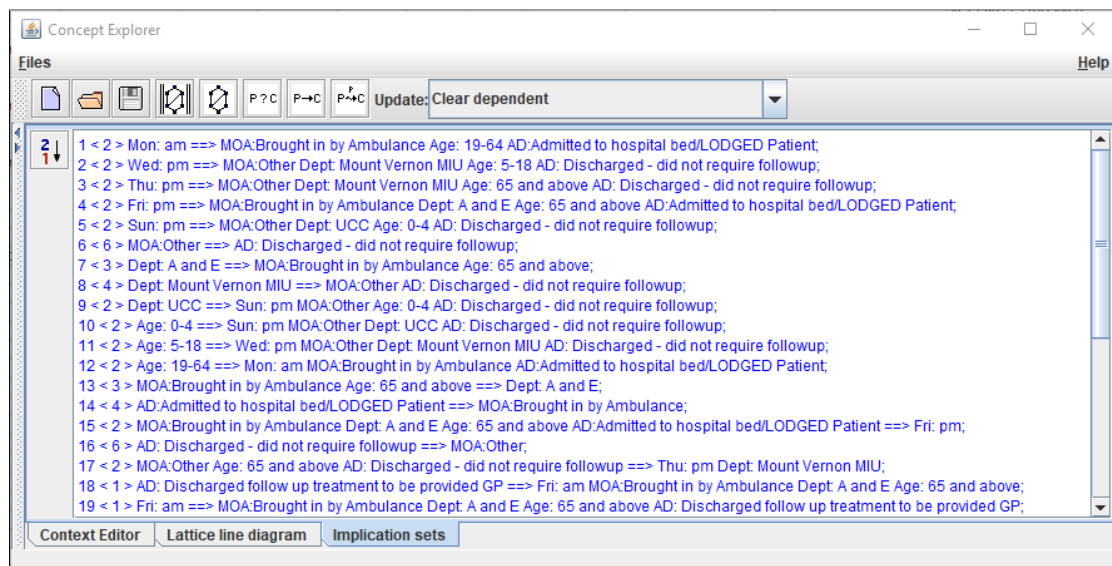 Concept Explorer
Files Help
P?C P→C Update: Clear dependent
2 1
1 < 2 > Mon: am ==> MOA:Brought in by Ambulance Age: 19-64 AD:Admitted to hospital bed/LODGED Patient;
2 < 2 > Wed: pm ==> MOA:Other Dept: Mount Vernon MIU Age: 5-18 AD: Discharged - did not require followup;
3 < 2 > Thu: pm ==> MOA:Other Dept: Mount Vernon MIU Age: 65 and above AD: Discharged - did not require followup;
4 < 2 > Fri: pm ==> MOA:Brought in by Ambulance Dept: A and E Age: 65 and above AD:Admitted to hospital bed/LODGED Patient;
5 < 2 > Sun: pm ==> MOA:Other Dept: UCC Age: 0-4 AD: Discharged - did not require followup;
6 < 6 > MOA:Other ==> AD: Discharged - did not require followup;
7 < 3 > Dept: A and E ==> MOA:Brought in by Ambulance Age: 65 and above;
8 < 4 > Dept: Mount Vernon MIU ==> MOA:Other AD: Discharged - did not require followup;
9 < 2 > Dept: UCC ==> Sun: pm MOA:Other Age: 0-4 AD: Discharged - did not require followup;
10 < 2 > Age: 0-4 ==> Sun: pm MOA:Other Dept: UCC AD: Discharged - did not require followup;
11 < 2 > Age: 5-18 ==> Wed: pm MOA:Other Dept: Mount Vernon MIU AD: Discharged - did not require followup;
12 < 2 > Age: 19-64 ==> Mon: am MOA:Brought in by Ambulance AD:Admitted to hospital bed/LODGED Patient;
13 < 3 > MOA:Brought in by Ambulance Age: 65 and above ==> Dept: A and E;
14 < 4 > AD:Admitted to hospital bed/LODGED Patient ==> MOA:Brought in by Ambulance;
15 < 2 > MOA:Brought in by Ambulance Dept: A and E Age: 65 and above AD:Admitted to hospital bed/LODGED Patient ==> Fri: pm;
16 < 6 > AD: Discharged - did not require followup ==> MOA:Other;
17 < 2 > MOA:Other Age: 65 and above AD: Discharged - did not require followup ==> Thu: pm Dept: Mount Vernon MIU;
18 < 1 > AD: Discharged follow up treatment to be provided GP ==> Fri: am MOA:Brought in by Ambulance Dept: A and E Age: 65 and above;
19 < 1 > Fri: am ==> MOA:Brought in by Ambulance Dept: A and E Age: 65 and above AD: Discharged follow up treatment to be provided GP;
Context Editor Lattice line diagram Implication sets